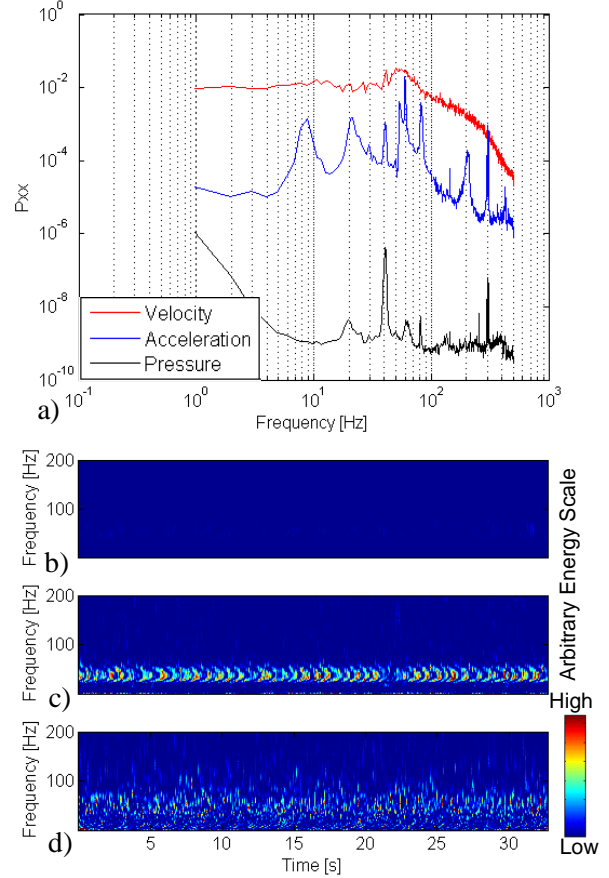 10^0
10^-2
10^-4
10^-6
10^-8
10^-10
Pxx
Velocity
Acceleration
Pressure
10^-1
10^0
10^1
10^2
10^3
a)
Frequency [Hz]
200
100
Frequency [Hz]
b)
200
100
Frequency [Hz]
c)
200
100
Frequency [Hz]
d)
5
10
15
20
25
30
Time [s]
Arbitrary Energy Scale
High
Low